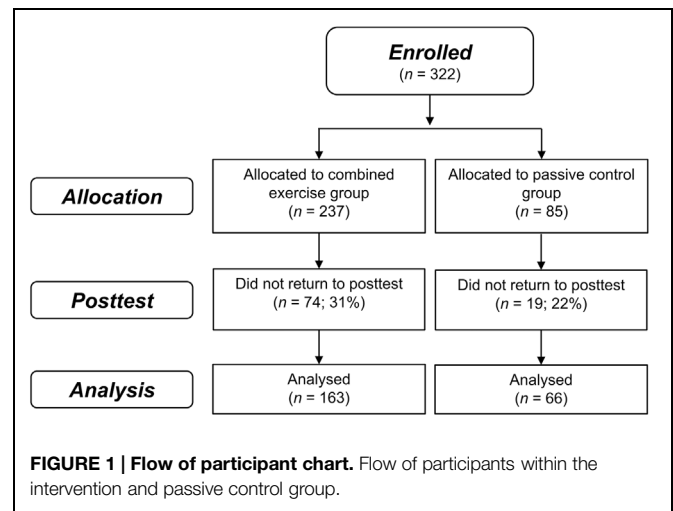 Enrolled
(n = 322)
Allocation
Allocated to combined
exercise group
(n = 237)
Allocated to passive control
group
(n = 85)
Posttest
Did not return to posttest
(n = 74; 31%)
Did not return to posttest
(n = 19; 22%)
Analysis
Analysed
(n = 163)
Analysed
(n = 66)
FIGURE 1 | Flow of participant chart. Flow of participants within the
intervention and passive control group.